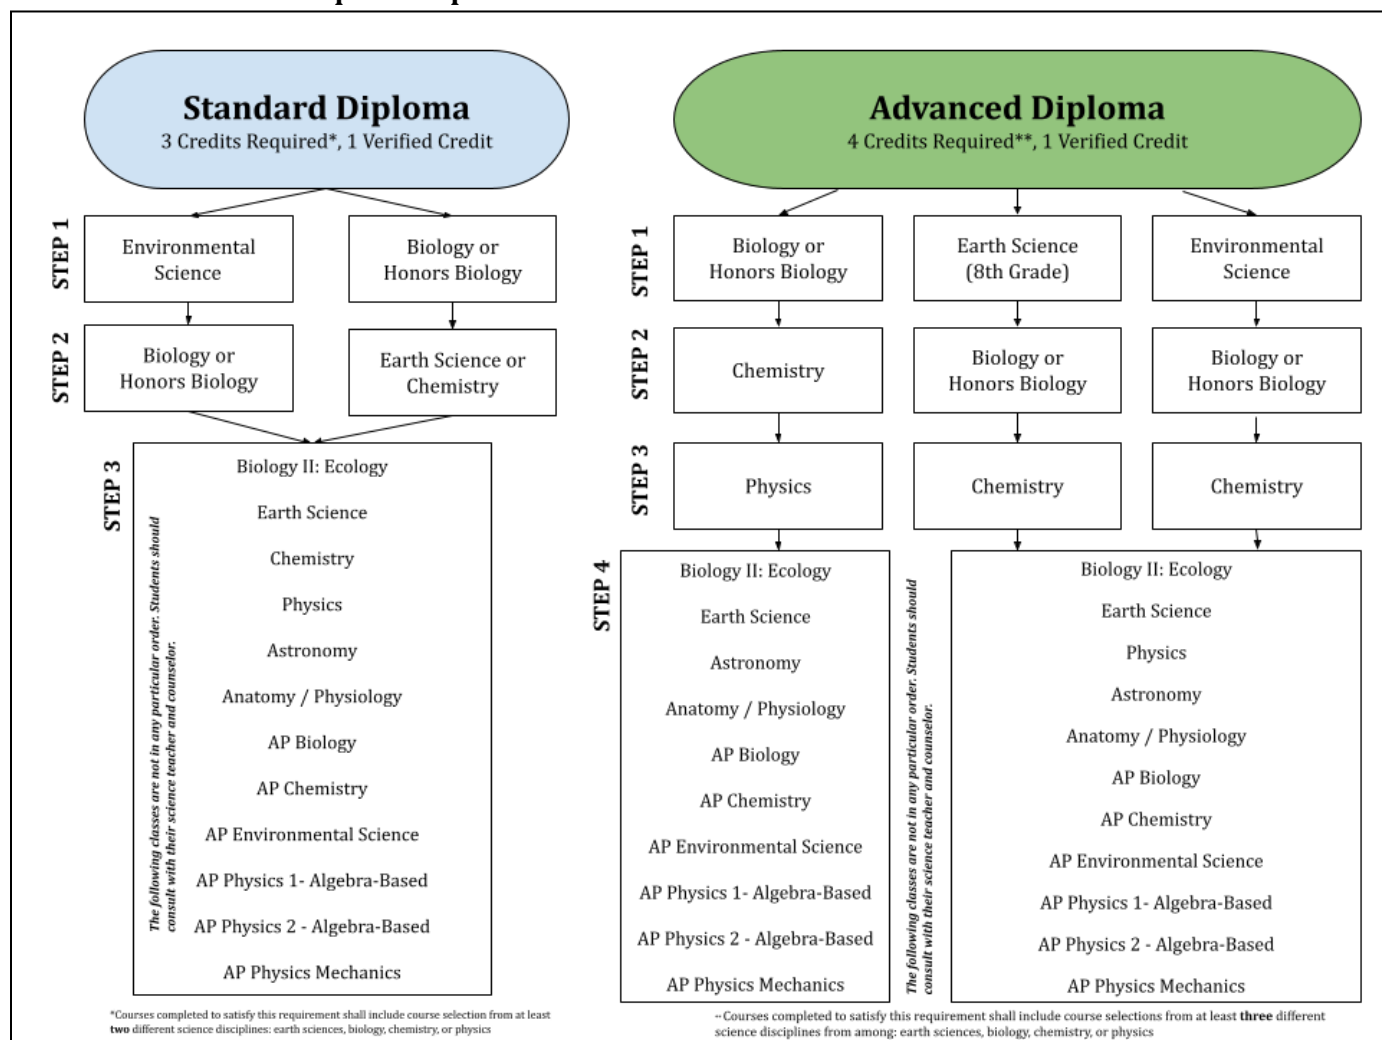 Standard Diploma
3 Credits Required*, 1 Verified Credit
STEP 1
Environmental
Science
Biology or
Honors Biology
STEP 2
Biology or
Honors Biology
Earth Science or
Chemistry
STEP 3
The following classes are not in any particular order. Students should
consult with their science teacher and counselor.
Biology II: Ecology
Earth Science
Chemistry
Physics
Astronomy
Anatomy / Physiology
AP Biology
AP Chemistry
AP Environmental Science
AP Physics 1- Algebra-Based
AP Physics 2 - Algebra-Based
AP Physics Mechanics
*Courses completed to satisfy this requirement shall include course selection from at least
two different science disciplines: earth sciences, biology, chemistry, or physics
Advanced Diploma
4 Credits Required**, 1 Verified Credit
STEP 1
Biology or
Honors Biology
Earth Science
(8th Grade)
Environmental
Science
STEP 2
Chemistry
Biology or
Honors Biology
Biology or
Honors Biology
STEP 3
Physics
Chemistry
Chemistry
STEP 4
Biology II: Ecology
Earth Science
Astronomy
Anatomy / Physiology
AP Biology
AP Chemistry
AP Environmental Science
AP Physics 1- Algebra-Based
AP Physics 2 - Algebra-Based
AP Physics Mechanics
The following classes are not in any particular order. Students should
consult with their science teacher and counselor.
Biology II: Ecology
Earth Science
Physics
Astronomy
Anatomy / Physiology
AP Biology
AP Chemistry
AP Environmental Science
AP Physics 1- Algebra-Based
AP Physics 2 - Algebra-Based
AP Physics Mechanics
**Courses completed to satisfy this requirement shall include course selections from at least three different
science disciplines from among: earth sciences, biology, chemistry, or physics